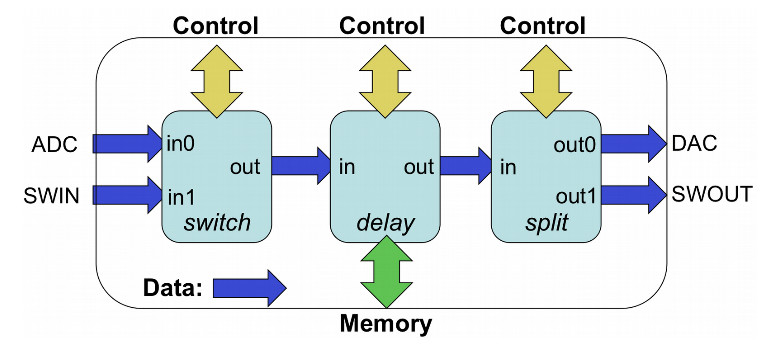 Control Control Control
ADC in0 out0 DAC
out in out in
SWIN in1 out1 SWOUT
switch delay split
Data:
Memory